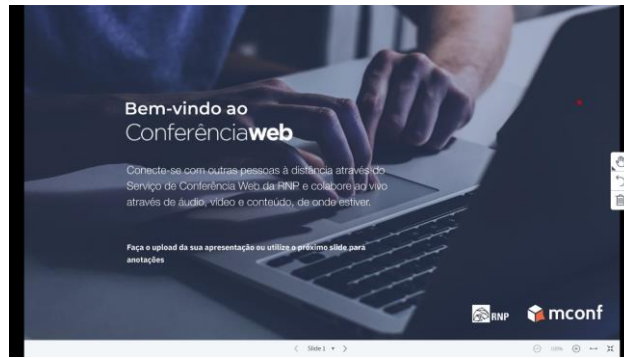 Bem-vindo ao
Conferênciaweb
Conecte-se com outras pessoas à distância através do
Serviço de Conferência Web da RNP e colabore ao vivo
através de áudio, vídeo e conteúdo, de onde estiver.
Faça o upload da sua apresentação ou utilize o próximo slide para
anotações
RNP mconf
Slide 1